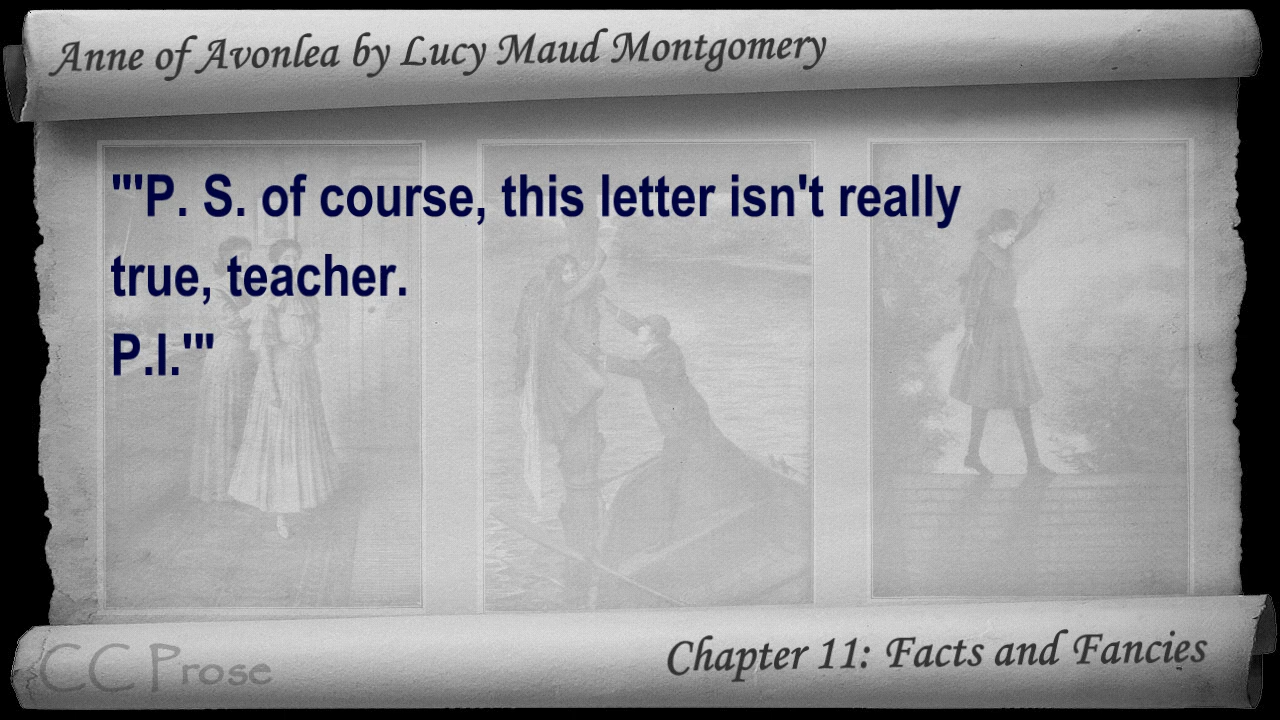 Anne of Avonlea by Lucy Maud Montgomery
"'"P. S. of course, this letter isn't really
true, teacher.
P.I.'"
CC Prose
Chapter 11: Facts and Fancies